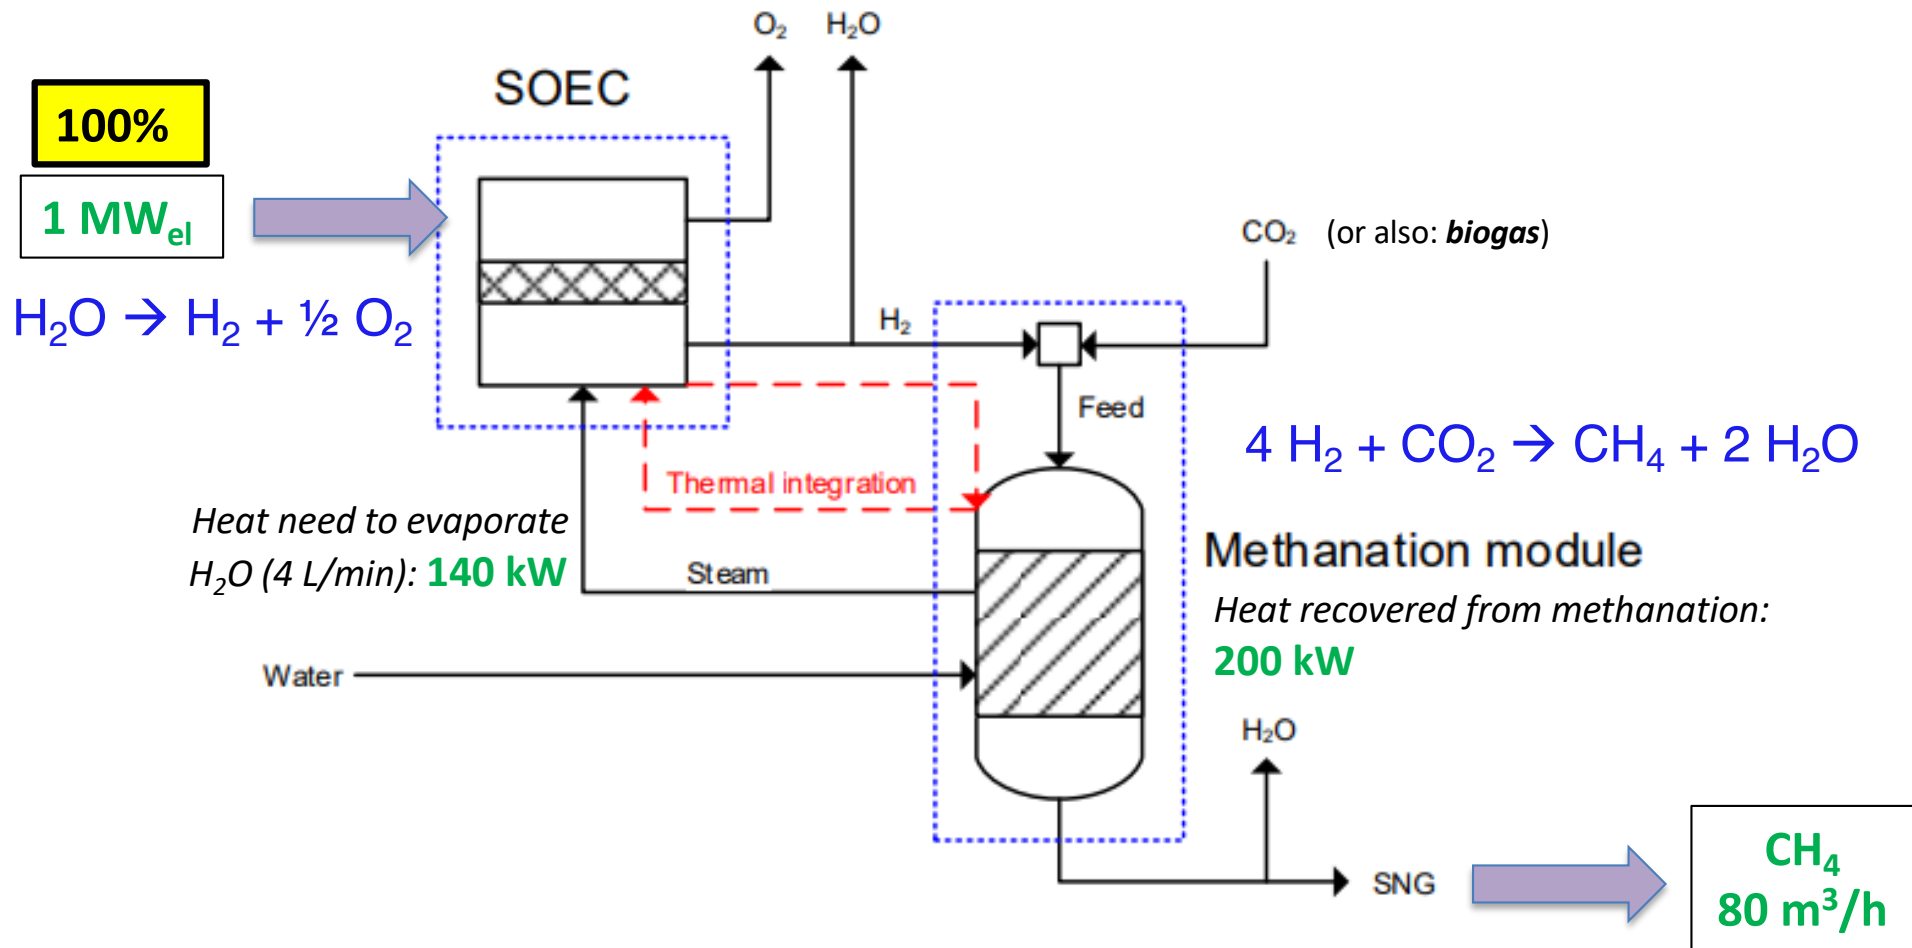 O₂ H₂O
SOEC
100%
1 MWₑₗ
CO₂ (or also: biogas)
H₂O → H₂ + ½ O₂
H₂
Feed
4 H₂ + CO₂ → CH₄ + 2 H₂O
Thermal integration
Heat need to evaporate
H₂O (4 L/min): 140 kW
Steam
Methanation module
Heat recovered from methanation:
200 kW
Water
H₂O
SNG
CH₄
80 m³/h